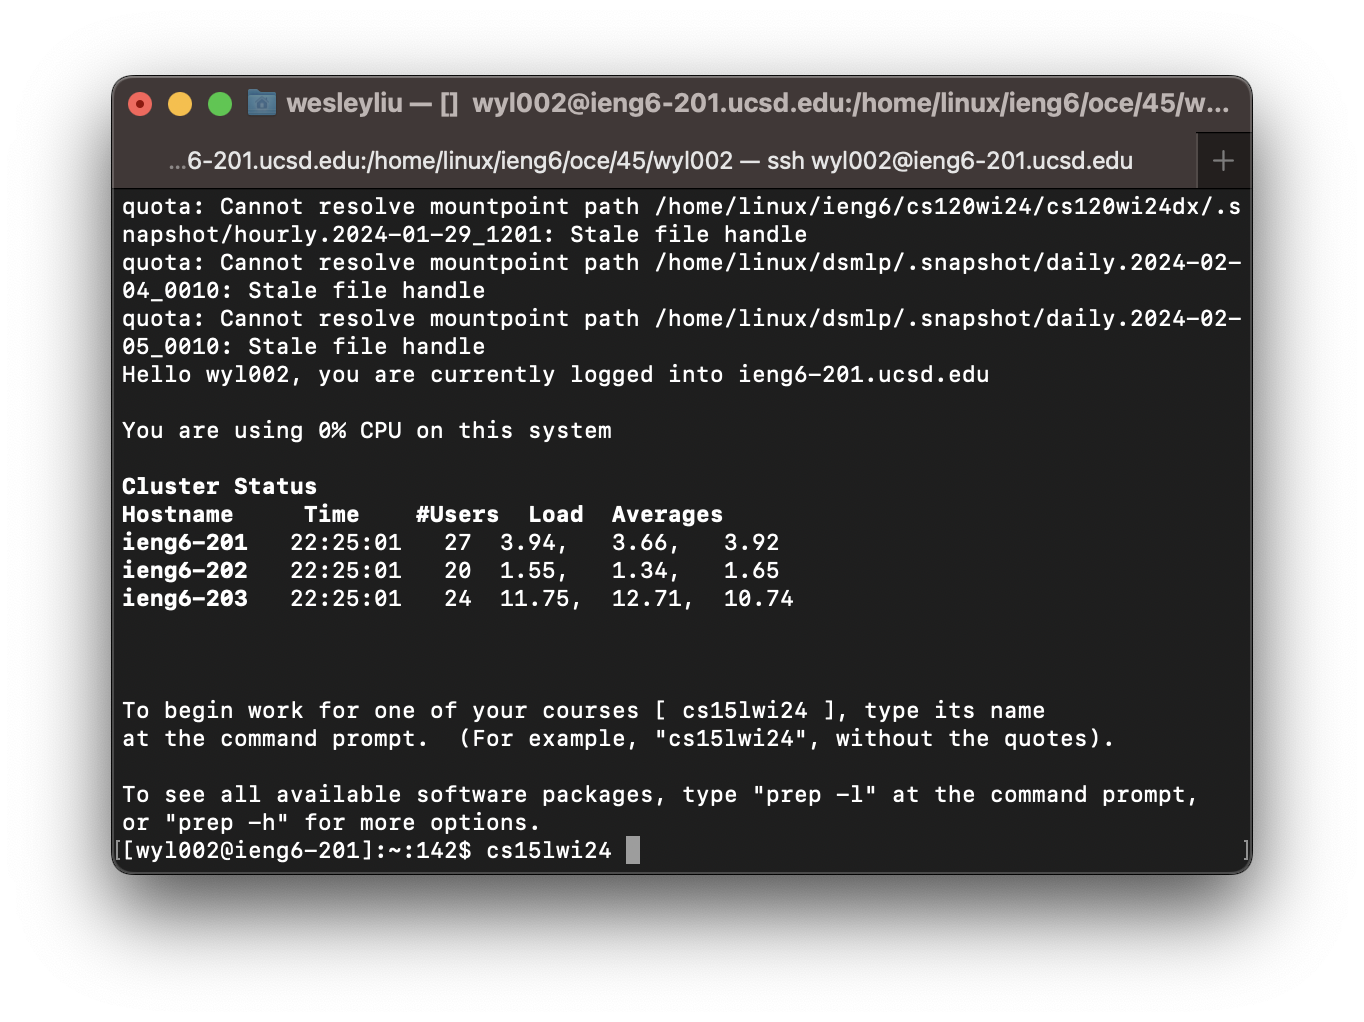 wesleyliu — [] wyl002@ieng6-201.ucsd.edu:/home/linux/ieng6/oce/45/w...
...6-201.ucsd.edu:/home/linux/ieng6/oce/45/wyl002 — ssh wyl002@ieng6-201.ucsd.edu +
quota: Cannot resolve mountpoint path /home/linux/ieng6/cs120wi24/cs120wi24dx/.s
napshot/hourly.2024-01-29_1201: Stale file handle
quota: Cannot resolve mountpoint path /home/linux/dsmlp/.snapshot/daily.2024-02-
04_0010: Stale file handle
quota: Cannot resolve mountpoint path /home/linux/dsmlp/.snapshot/daily.2024-02-
05_0010: Stale file handle
Hello wyl002, you are currently logged into ieng6-201.ucsd.edu
You are using 0% CPU on this system
Cluster Status
Hostname     Time    #Users  Load  Averages
ieng6-201   22:25:01   27  3.94,   3.66,   3.92
ieng6-202   22:25:01   20  1.55,   1.34,   1.65
ieng6-203   22:25:01   24  11.75,  12.71,  10.74
To begin work for one of your courses [ cs15lwi24 ], type its name
at the command prompt.  (For example, "cs15lwi24", without the quotes).
To see all available software packages, type "prep -l" at the command prompt,
or "prep -h" for more options.
[[wyl002@ieng6-201]:~:142$ cs15lwi24 ]